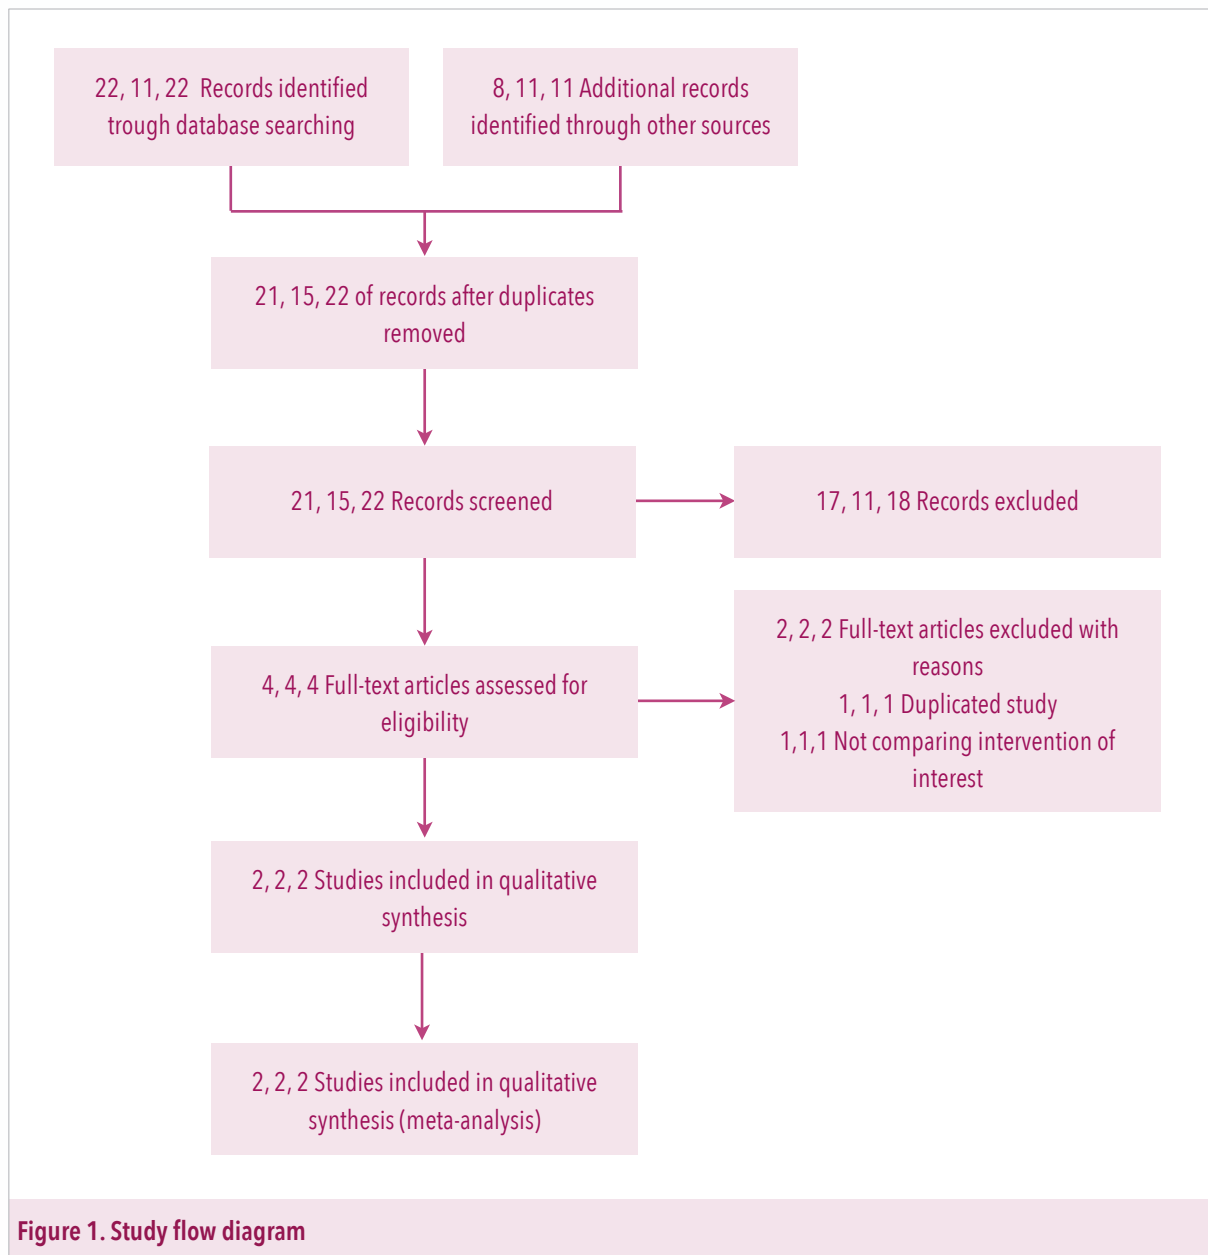 22, 11, 22 Records identified
trough database searching
8, 11, 11 Additional records
identified through other sources
21, 15, 22 of records after duplicates
removed
21, 15, 22 Records screened
17, 11, 18 Records excluded
4, 4, 4 Full-text articles assessed for
eligibility
2, 2, 2 Full-text articles excluded with
reasons
1, 1, 1 Duplicated study
1,1,1 Not comparing intervention of
interest
2, 2, 2 Studies included in qualitative
synthesis
2, 2, 2 Studies included in qualitative
synthesis (meta-analysis)
Figure 1. Study flow diagram